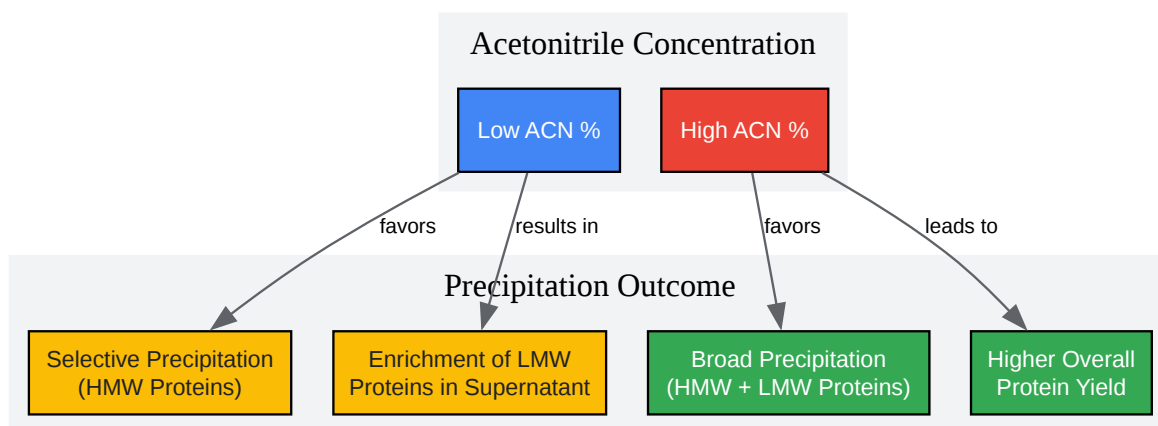 Acetonitrile Concentration
Low ACN %
High ACN %
favors
results in
favors
leads to
Precipitation Outcome
Selective Precipitation
(HMW Proteins)
Enrichment of LMW
Proteins in Supernatant
Broad Precipitation
(HMW + LMW Proteins)
Higher Overall
Protein Yield